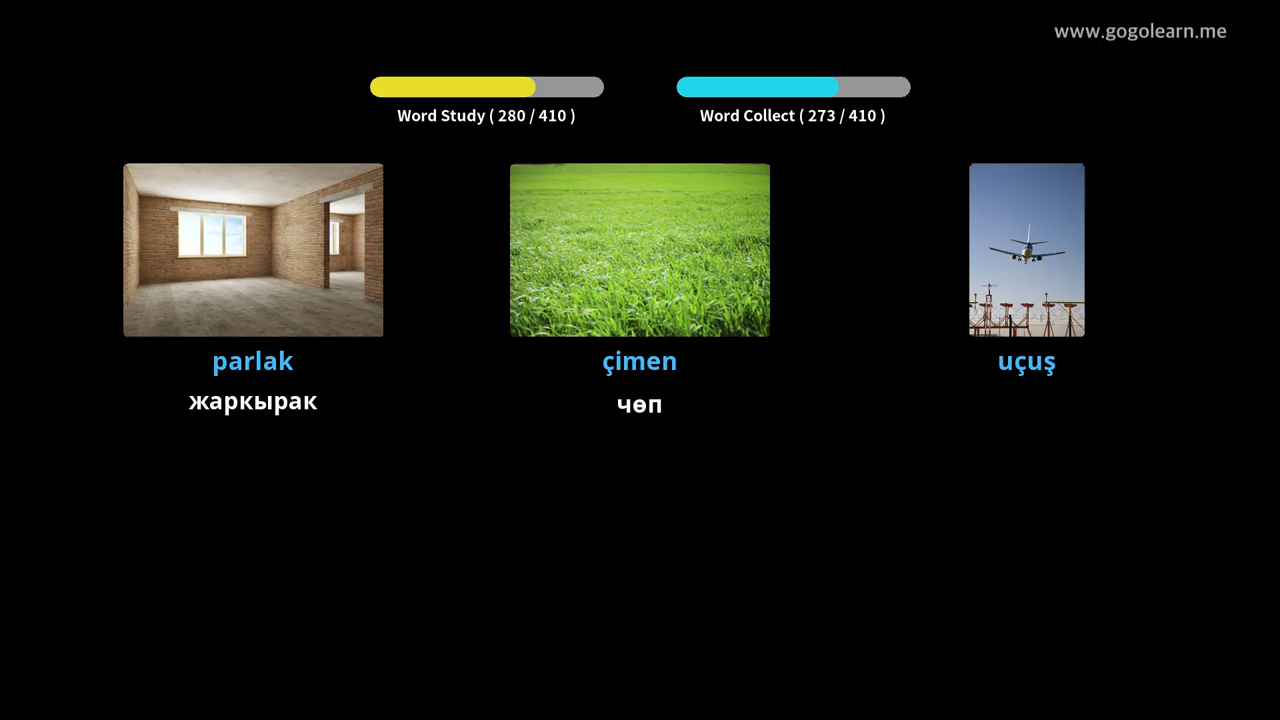 www.gogolearn.me
Word Study ( 280 / 410 )
Word Collect ( 273 / 410 )
parlak
çimen
uçuş
жаркырак
чөп